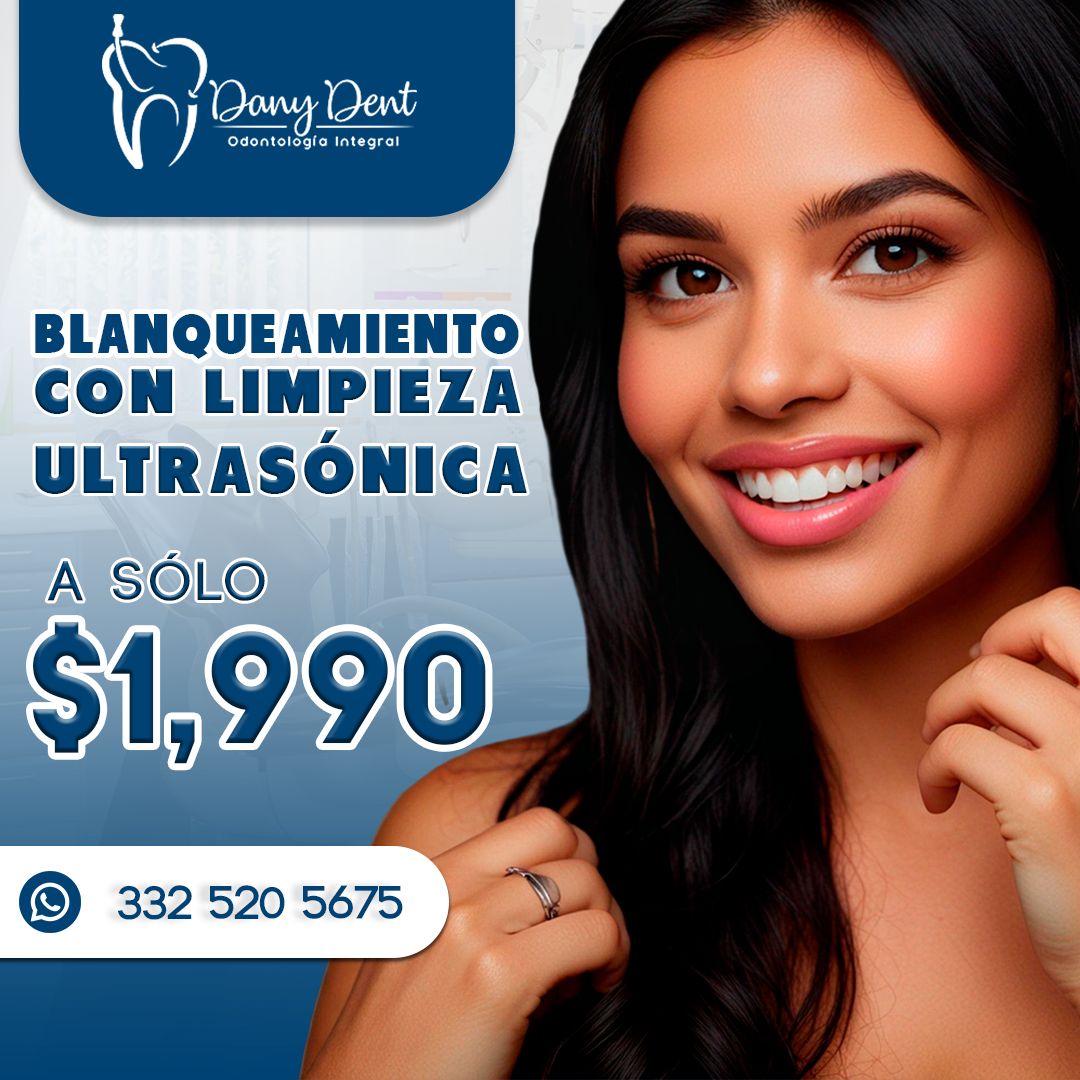 Dany Dent
Odontología Integral
BLANQUEAMIENTO
CON LIMPIEZA
ULTRASÓNICA
A SÓLO
$1,990
332 520 5675